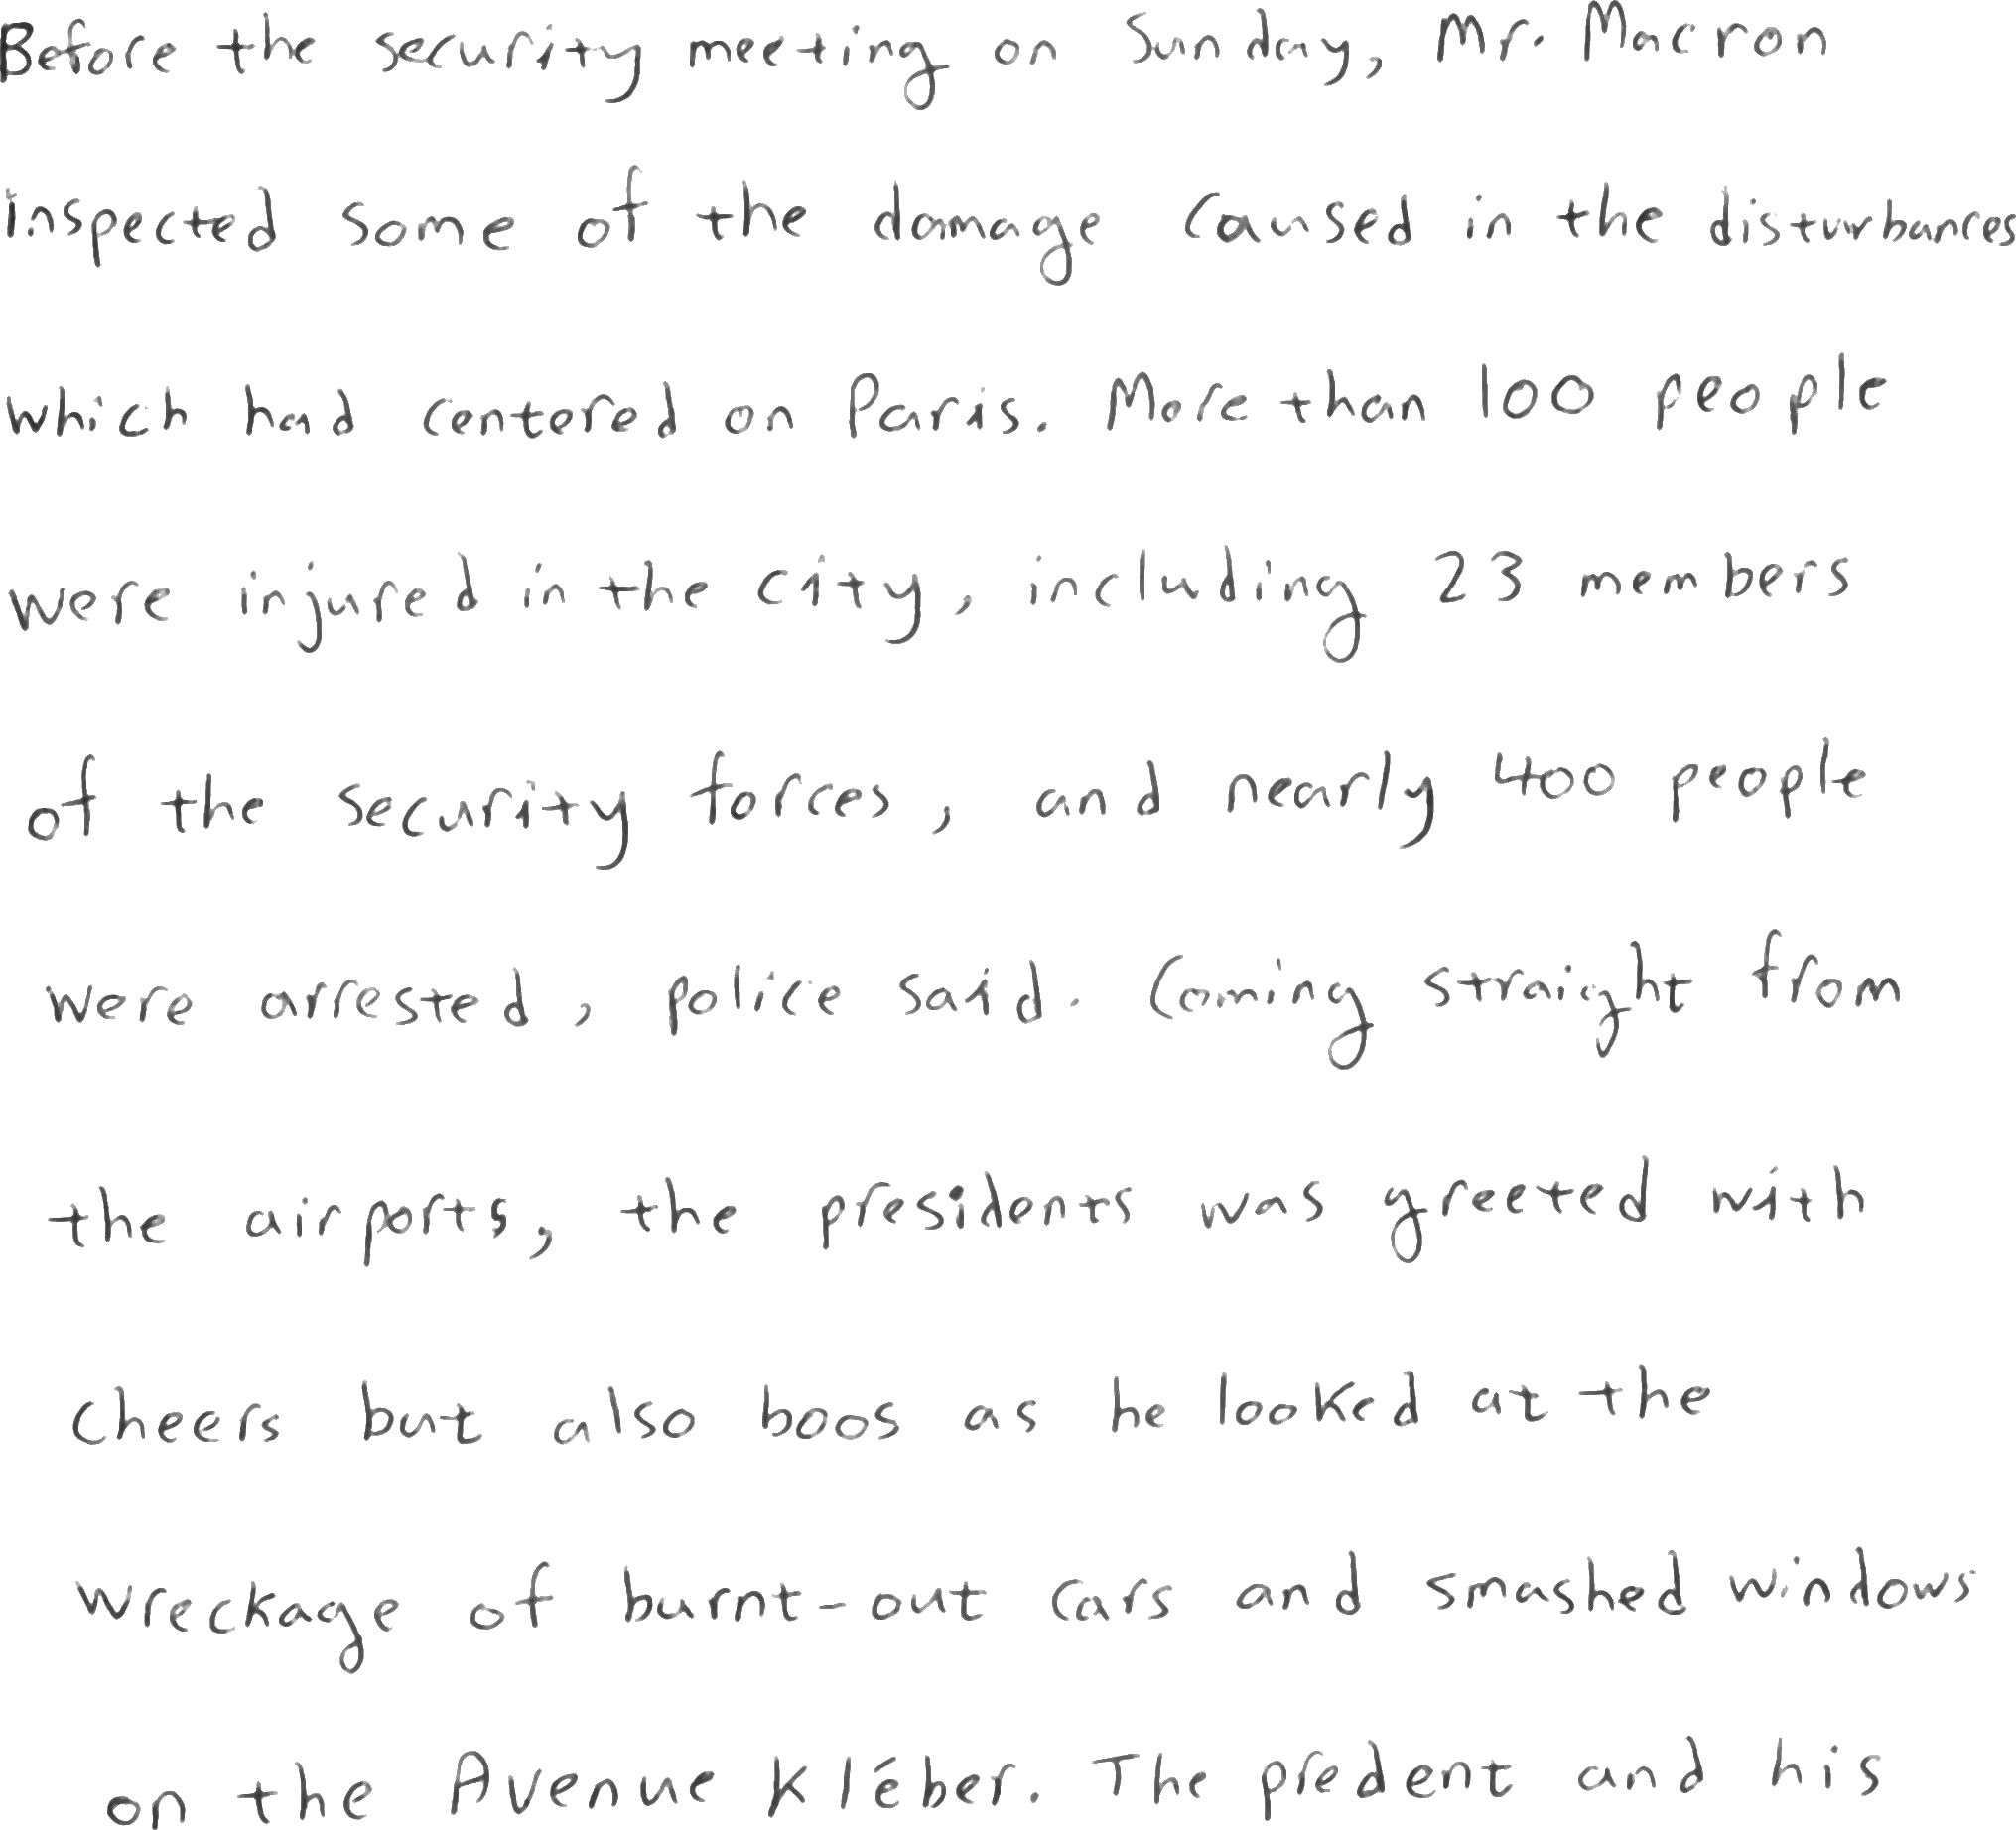 Before the security meeting on Sunday, Mr. Macron
inspected some of the damage caused in the disturbances
which had centered on Paris. More than 100 people
were injured in the city, including 23 members
of the security forces, and nearly 400 people
were arrested, police said. Coming straight from
the airports, the presidents was greeted with
cheers but also boos as he looked at the
wreckage of burnt-out cars and smashed windows
on the Avenue Kléber. The predent and his